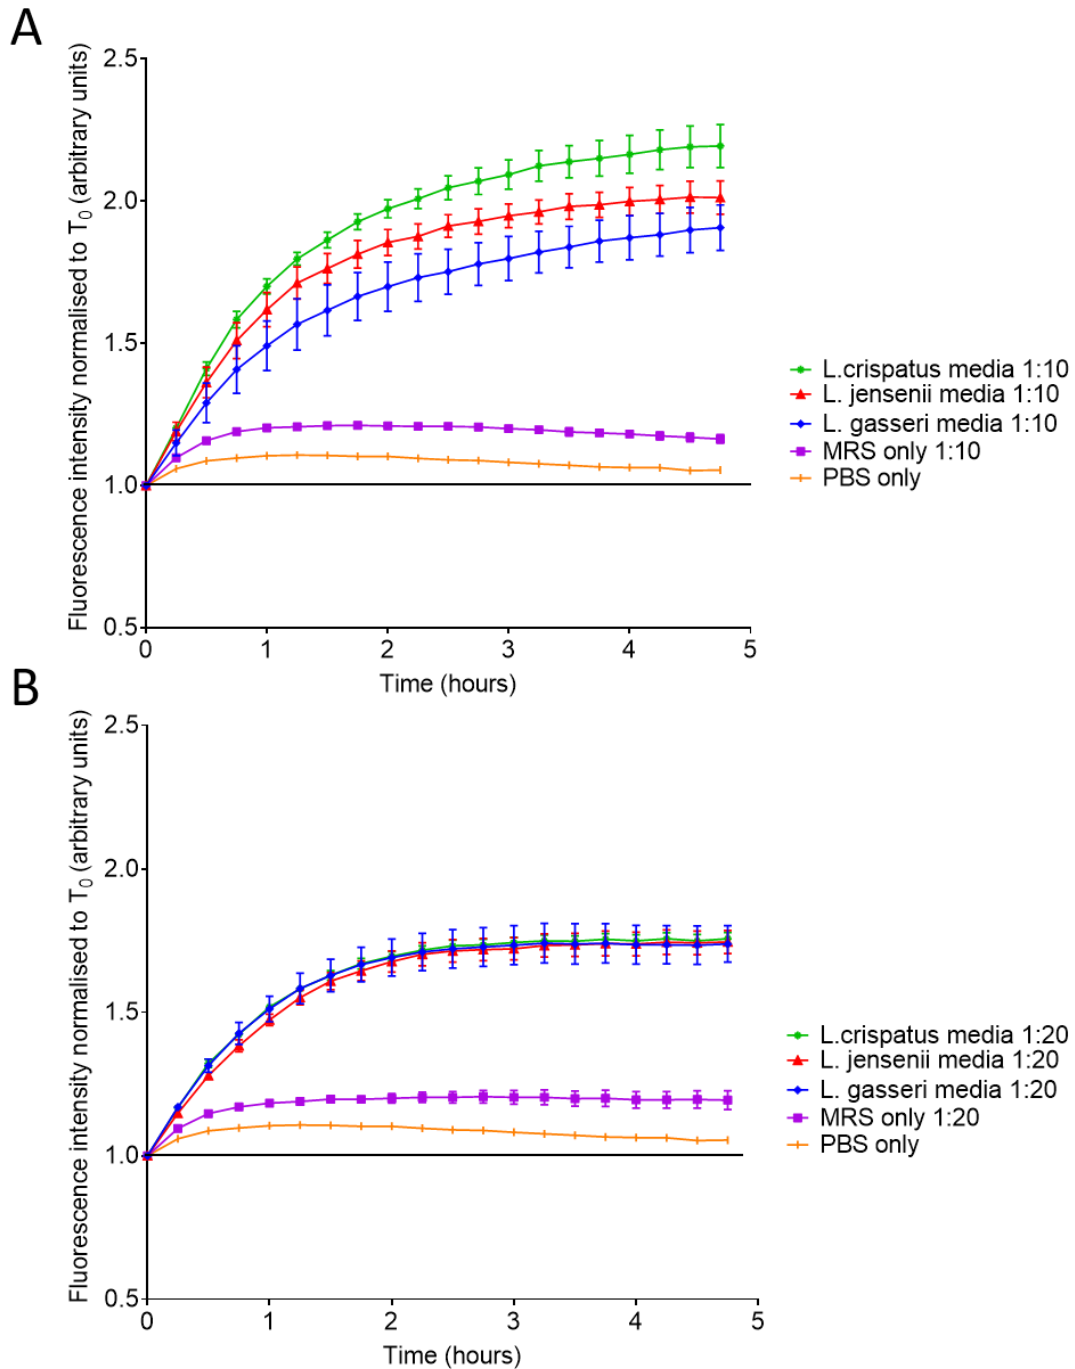 A
Fluorescence intensity normalised to T0 (arbitrary units)
2.5
2.0
1.5
1.0
0.5
0 1 2 3 4 5
Time (hours)
L.crispatus media 1:10
L. jensenii media 1:10
L. gasseri media 1:10
MRS only 1:10
PBS only
B
Fluorescence intensity normalised to T0 (arbitrary units)
2.5
2.0
1.5
1.0
0.5
0 1 2 3 4 5
Time (hours)
L.crispatus media 1:20
L. jensenii media 1:20
L. gasseri media 1:20
MRS only 1:20
PBS only